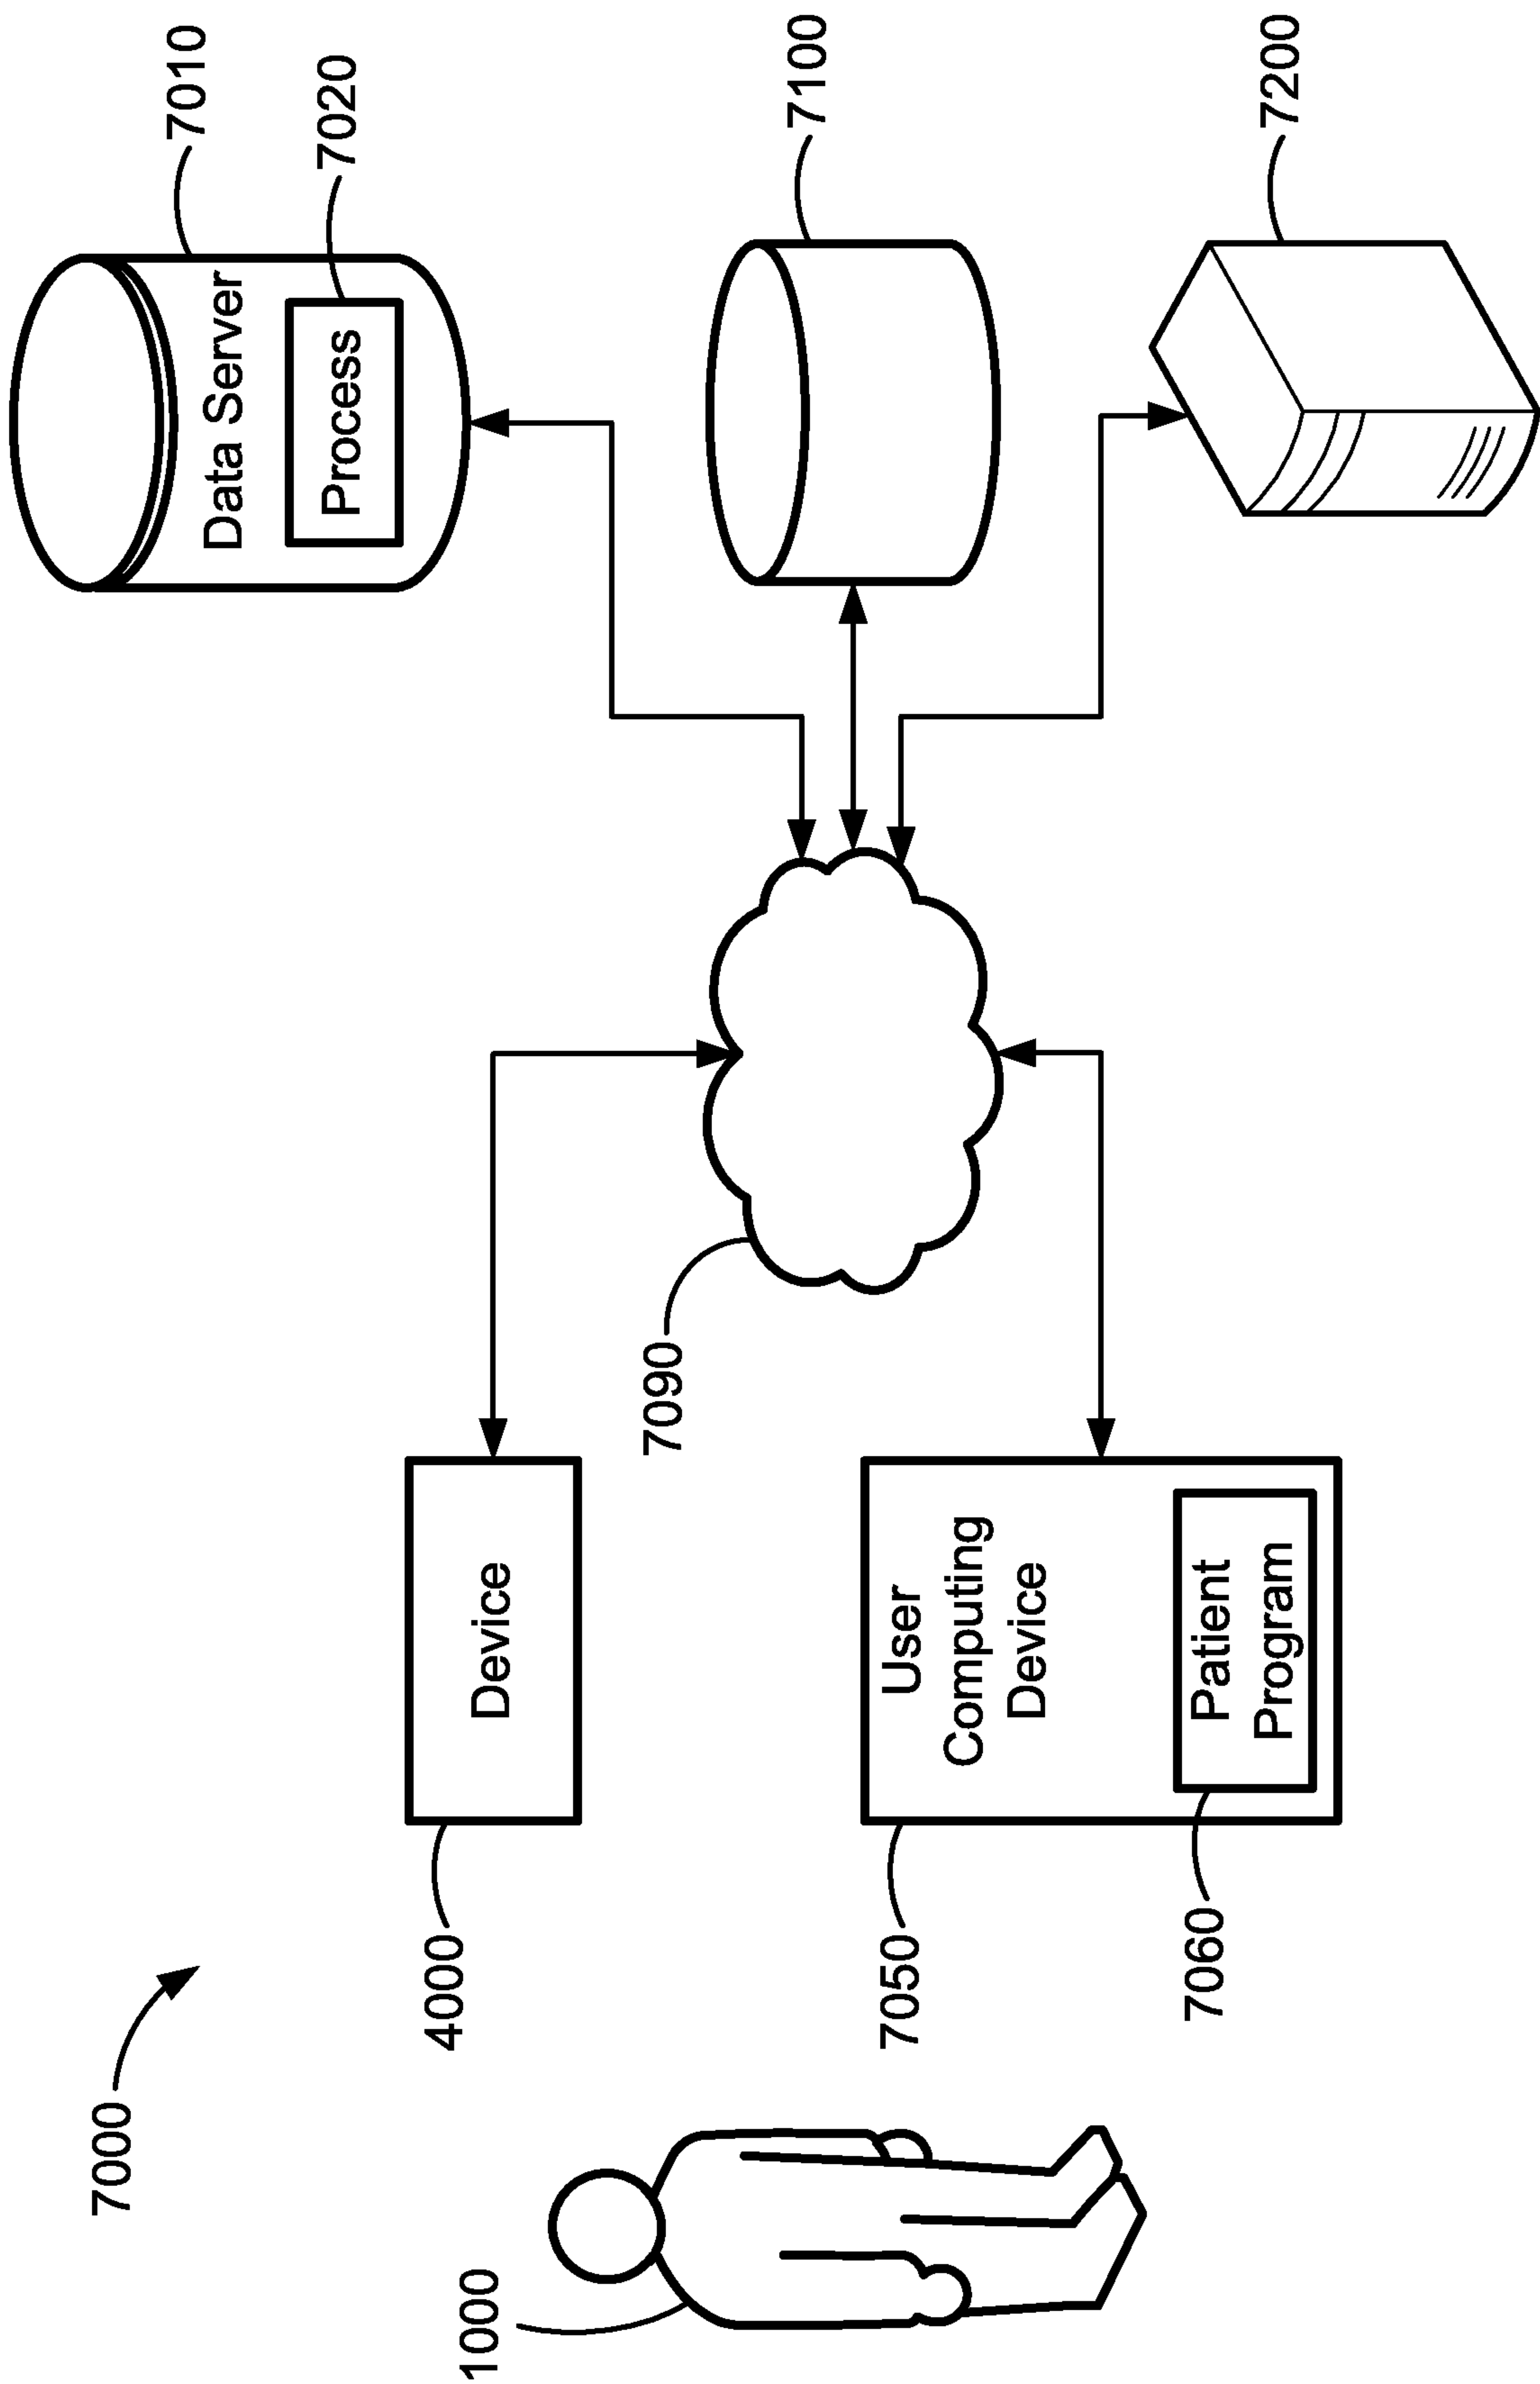 7000
1000
4000
Device
7050
User
Computing
Device
7060
Patient
Program
7090
Data Server
7010
Process
7020
7100
7200